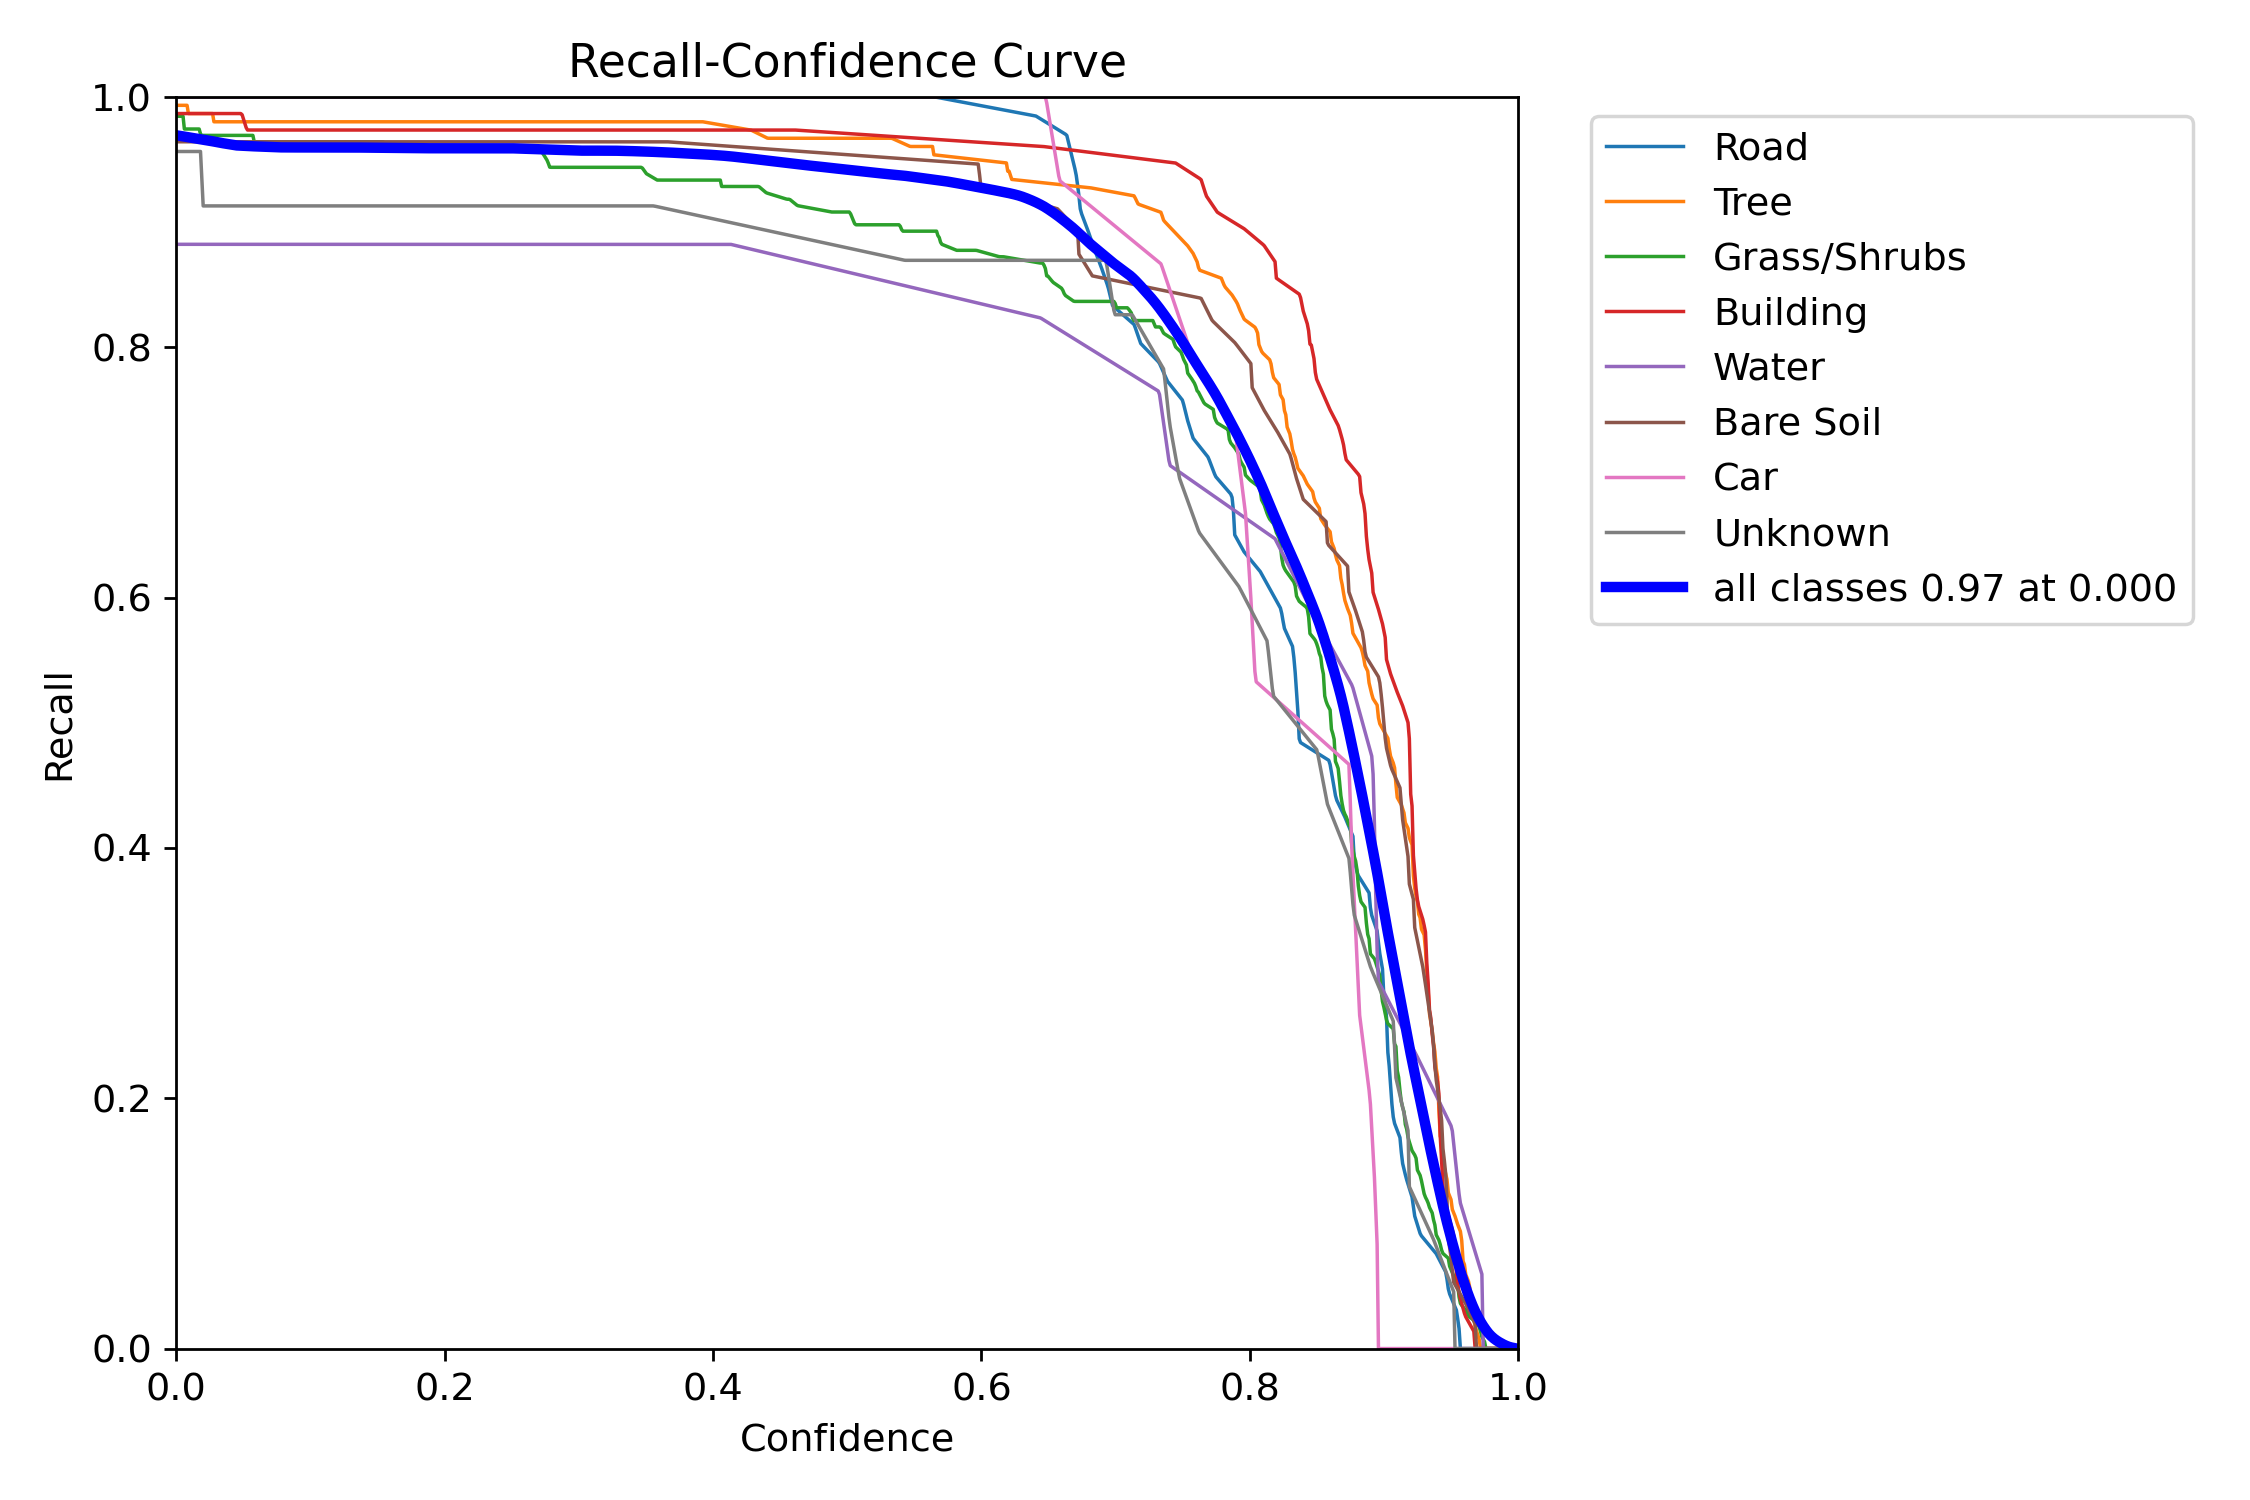 Recall-Confidence Curve
1.0
0.8
0.6
0.4
0.2
0.0
Recall
0.0 0.2 0.4 0.6 0.8 1.0
Confidence
Road
Tree
Grass/Shrubs
Building
Water
Bare Soil
Car
Unknown
all classes 0.97 at 0.000